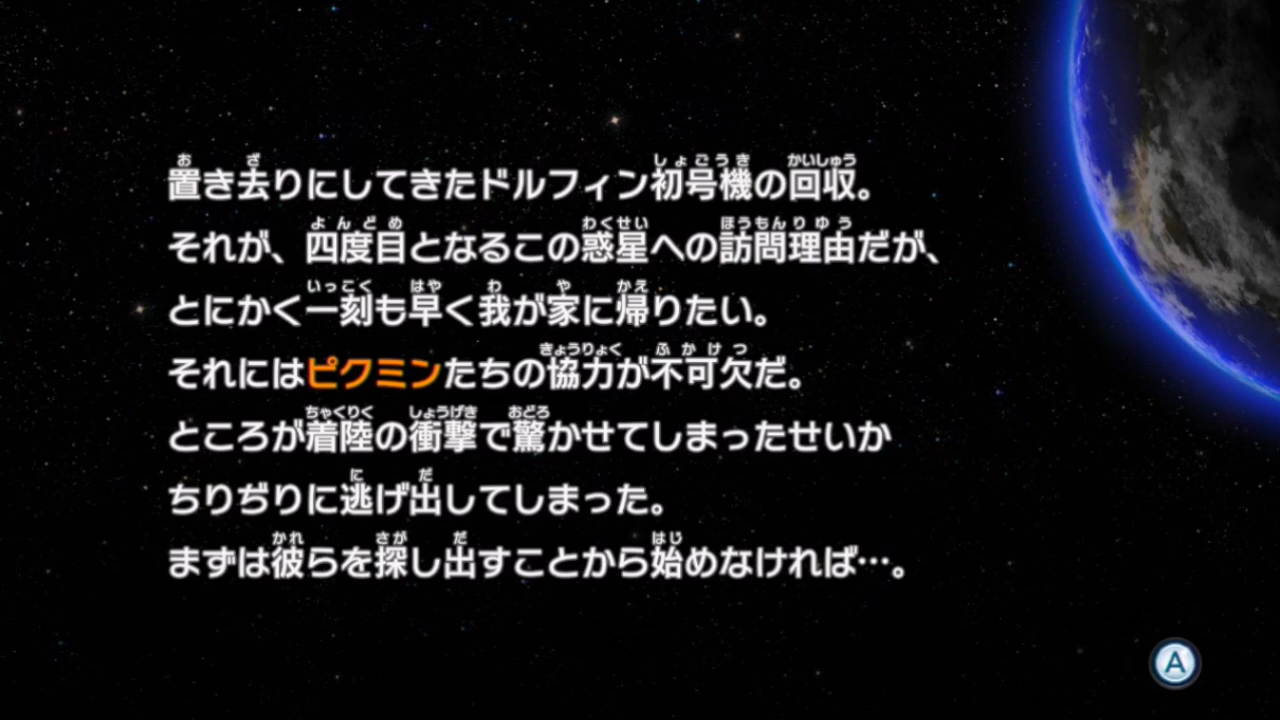 置き去りにしてきたドルフィン初号機の回収。
それが、四度目となるこの惑星への訪問理由だが、
とにかく一刻も早く我が家に帰りたい。
それにはピクミンたちの協力が不可欠だ。
ところが着陸の衝撃で驚かせてしまったせいか
ちりぢりに逃げ出してしまった。
まずは彼らを探し出すことから始めなければ…。
A